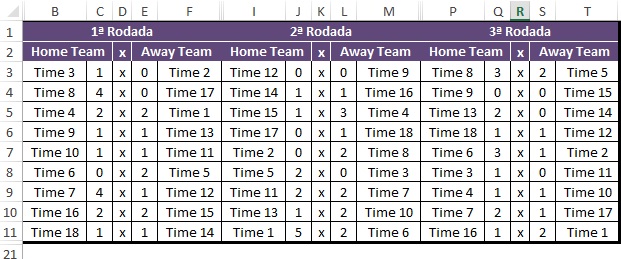 B C D E F I J K L M P Q R S T
1 1ª Rodada 2ª Rodada 3ª Rodada
2 Home Team x Away Team Home Team x Away Team Home Team x Away Team
3 Time 3 1 x 0 Time 2 Time 12 0 x 0 Time 9 Time 8 3 x 2 Time 5
4 Time 8 4 x 0 Time 17 Time 14 1 x 1 Time 16 Time 9 0 x 0 Time 15
5 Time 4 2 x 2 Time 1 Time 15 1 x 3 Time 4 Time 13 2 x 0 Time 14
6 Time 9 1 x 1 Time 13 Time 17 0 x 1 Time 18 Time 18 1 x 1 Time 12
7 Time 10 1 x 1 Time 11 Time 2 0 x 2 Time 8 Time 6 3 x 1 Time 2
8 Time 6 0 x 2 Time 5 Time 5 2 x 0 Time 3 Time 3 1 x 0 Time 11
9 Time 7 4 x 1 Time 12 Time 11 2 x 2 Time 7 Time 4 1 x 1 Time 10
10 Time 16 2 x 2 Time 15 Time 13 1 x 2 Time 10 Time 7 2 x 1 Time 17
11 Time 18 1 x 1 Time 14 Time 1 5 x 2 Time 6 Time 16 1 x 2 Time 1
21